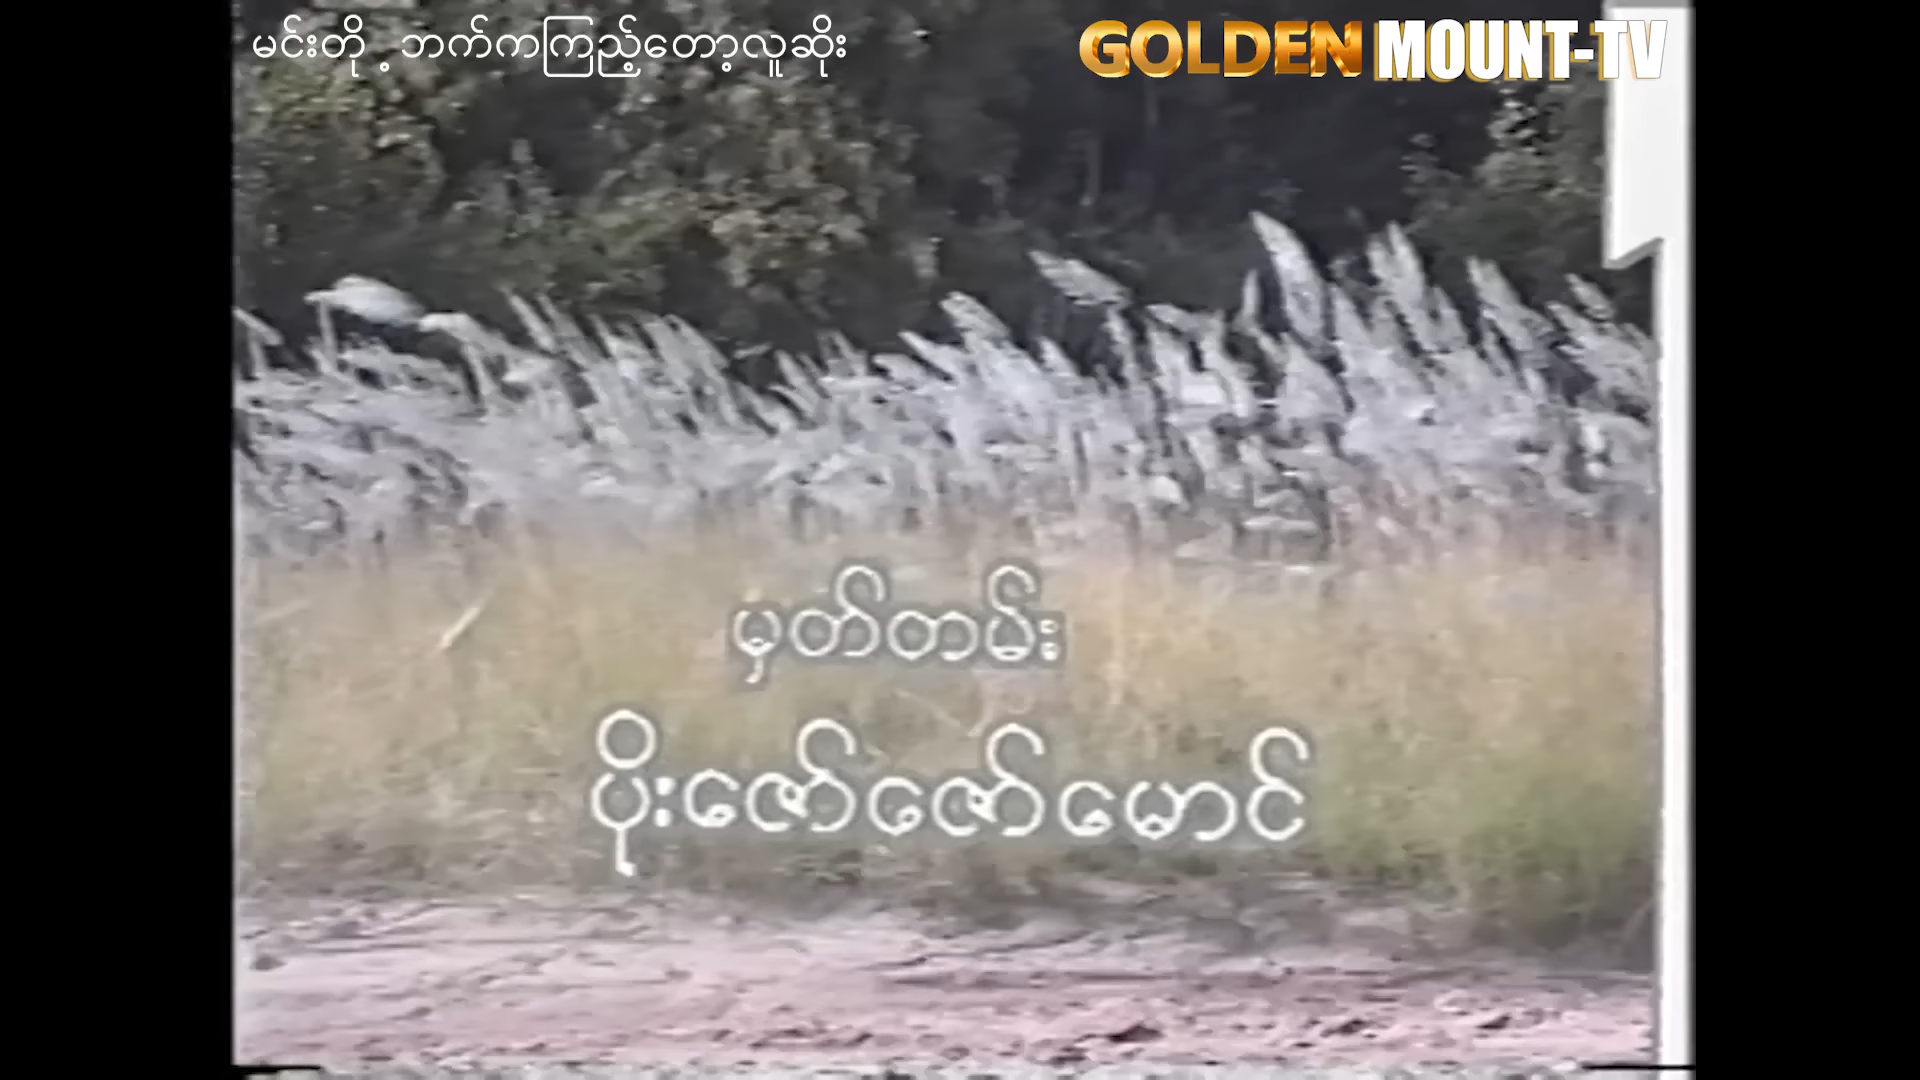 မင်းတို့ ဘက်ကကြည့်တော့လူဆိုး
GOLDEN MOUNT-TV
မှတ်တမ်း
ပိုးဇော်ဇော်မောင်